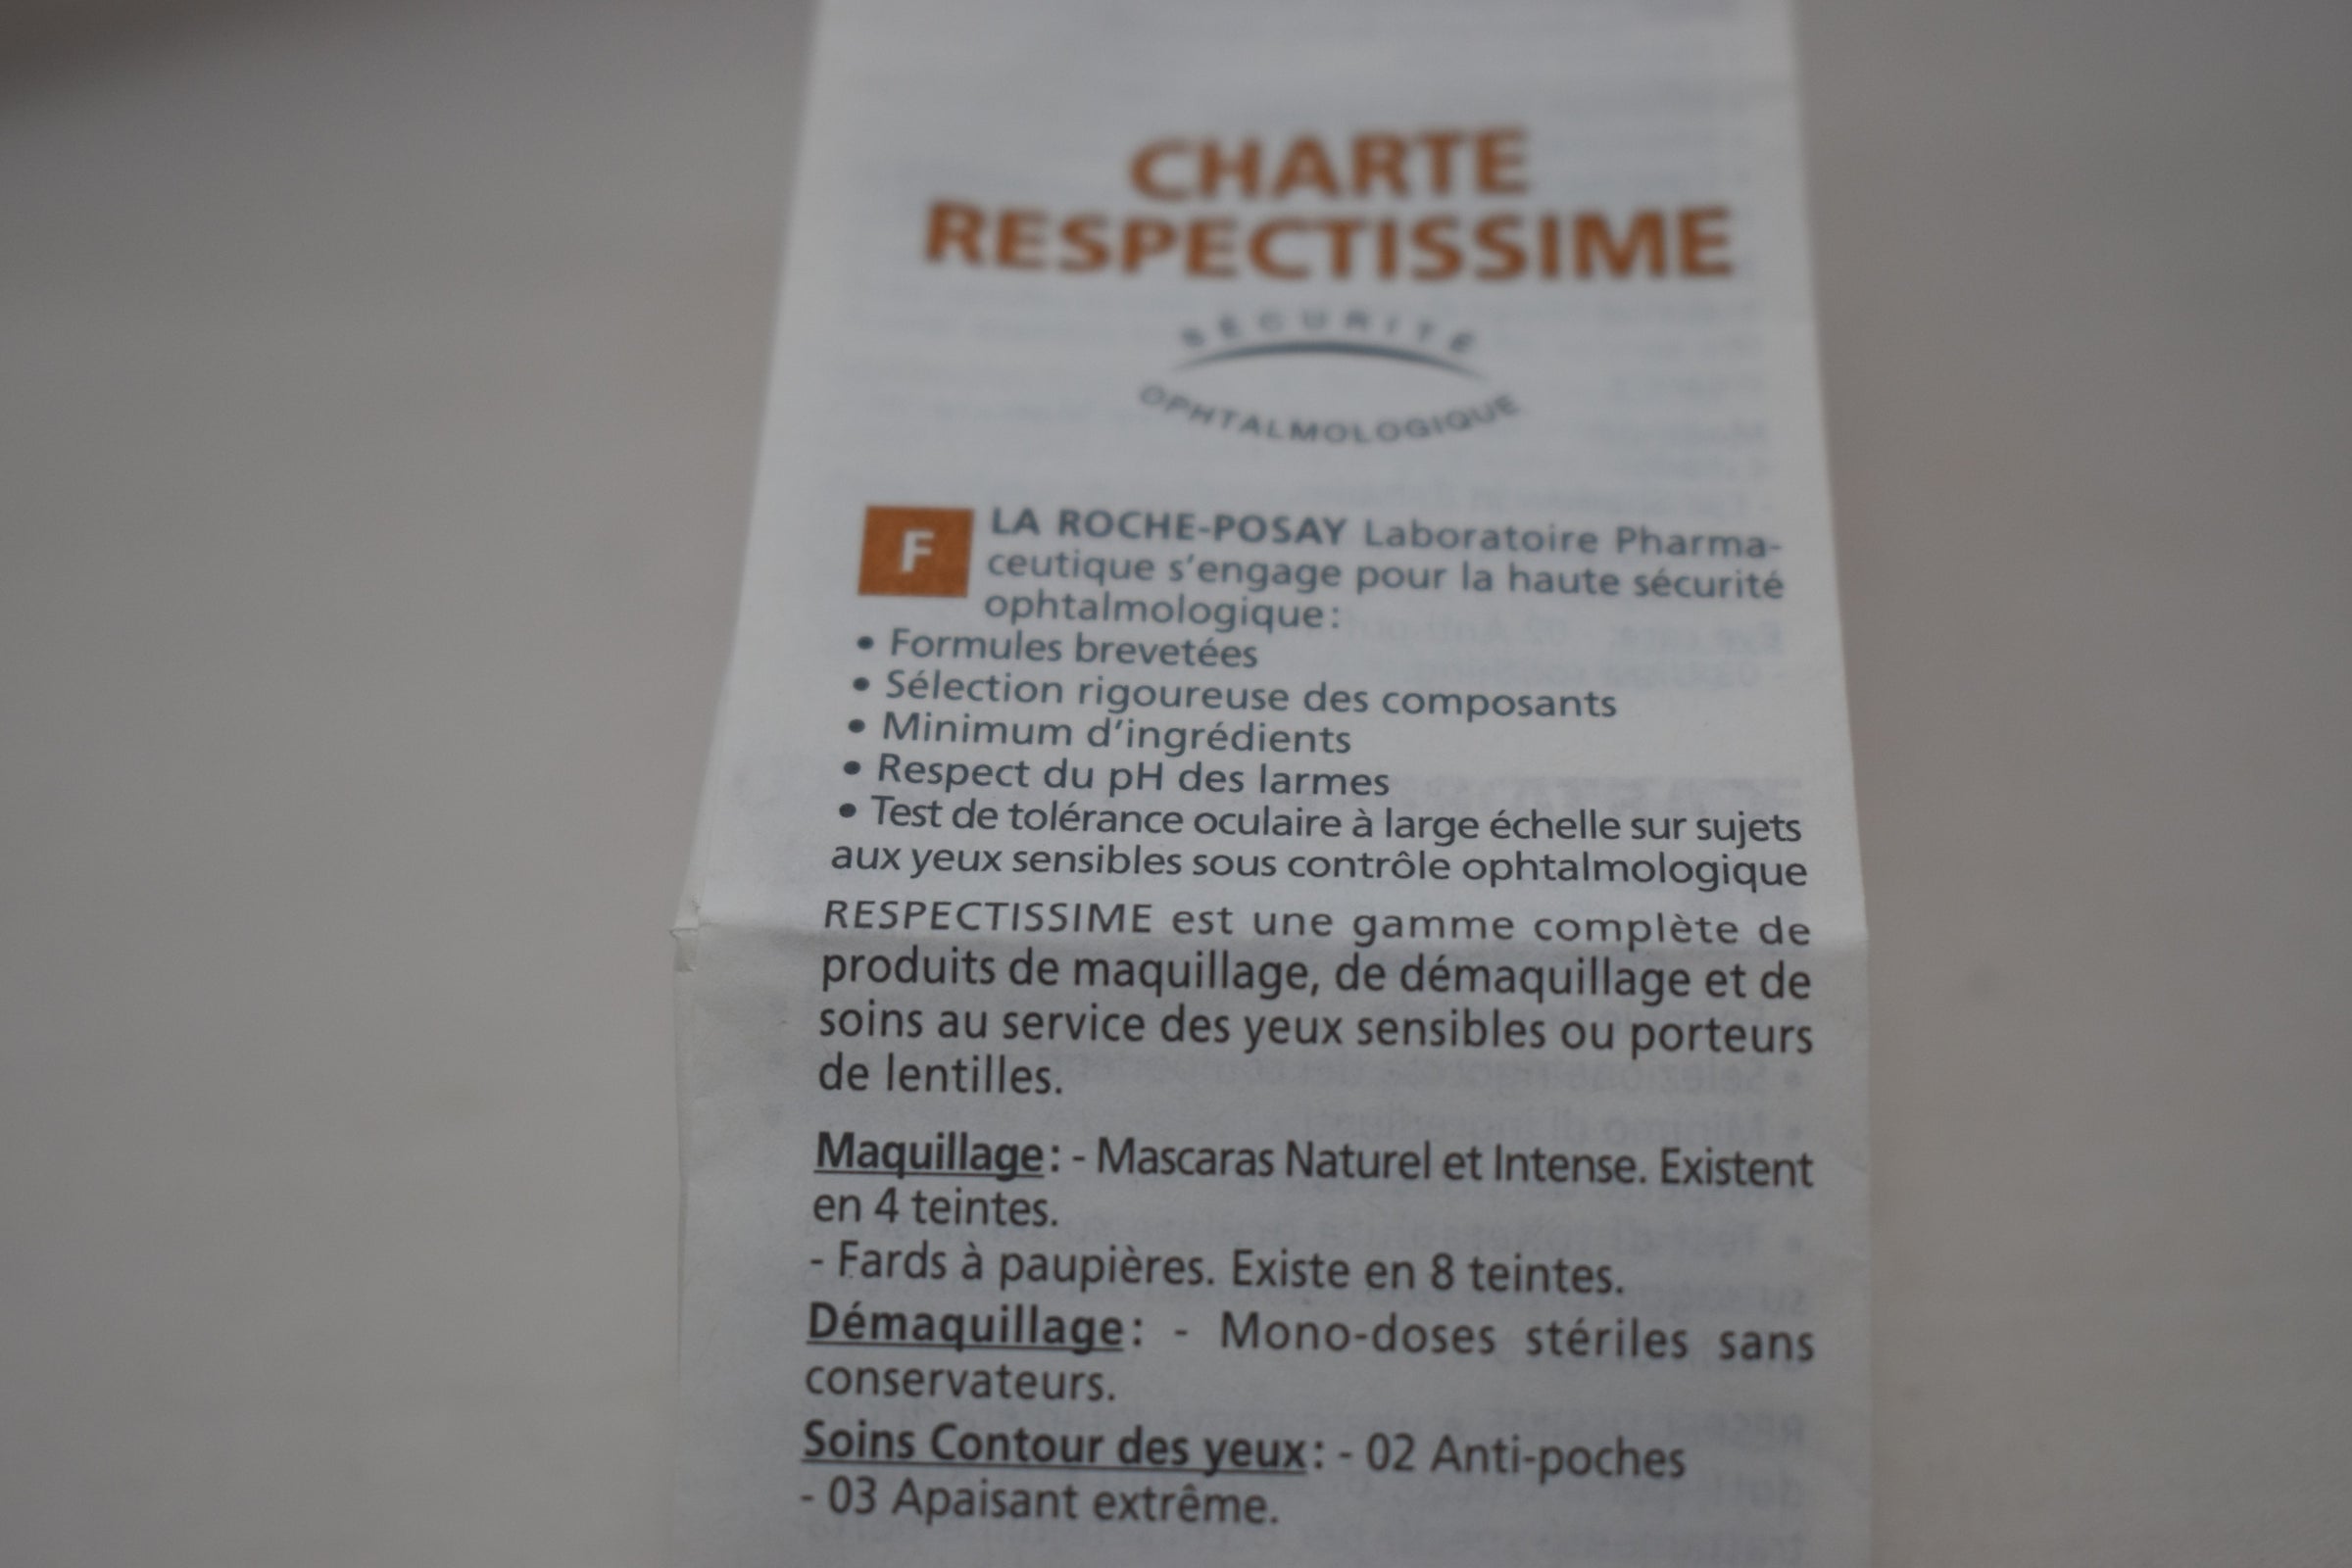 CHARTE
RESPECTISSIME
SÉCURITÉ
OPHTALMOLOGIQUE
F
LA ROCHE-POSAY Laboratoire Pharma-
ceutique s'engage pour la haute sécurité
ophtalmologique:
• Formules brevetées
• Sélection rigoureuse des composants
• Minimum d'ingrédients
• Respect du pH des larmes
• Test de tolérance oculaire à large échelle sur sujets
aux yeux sensibles sous contrôle ophtalmologique
RESPECTISSIME est une gamme complète de
produits de maquillage, de démaquillage et de
soins au service des yeux sensibles ou porteurs
de lentilles.
Maquillage: - Mascaras Naturel et Intense. Existent
en 4 teintes.
- Fards à paupières. Existe en 8 teintes.
Démaquillage: - Mono-doses stériles sans
conservateurs.
Soins Contour des yeux: - 02 Anti-poches
- 03 Apaisant extrême.